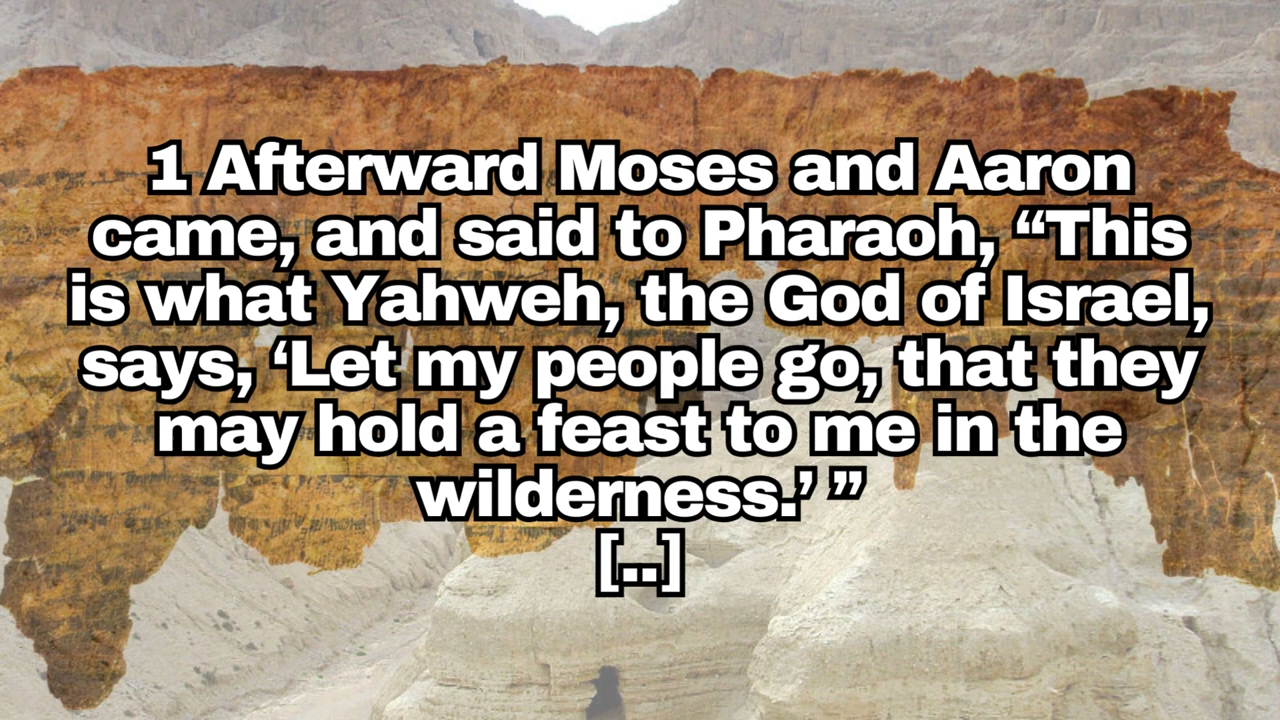 1 Afterward Moses and Aaron
came, and said to Pharaoh, “This
is what Yahweh, the God of Israel,
says, ‘Let my people go, that they
may hold a feast to me in the
wilderness.’ ”
[..]